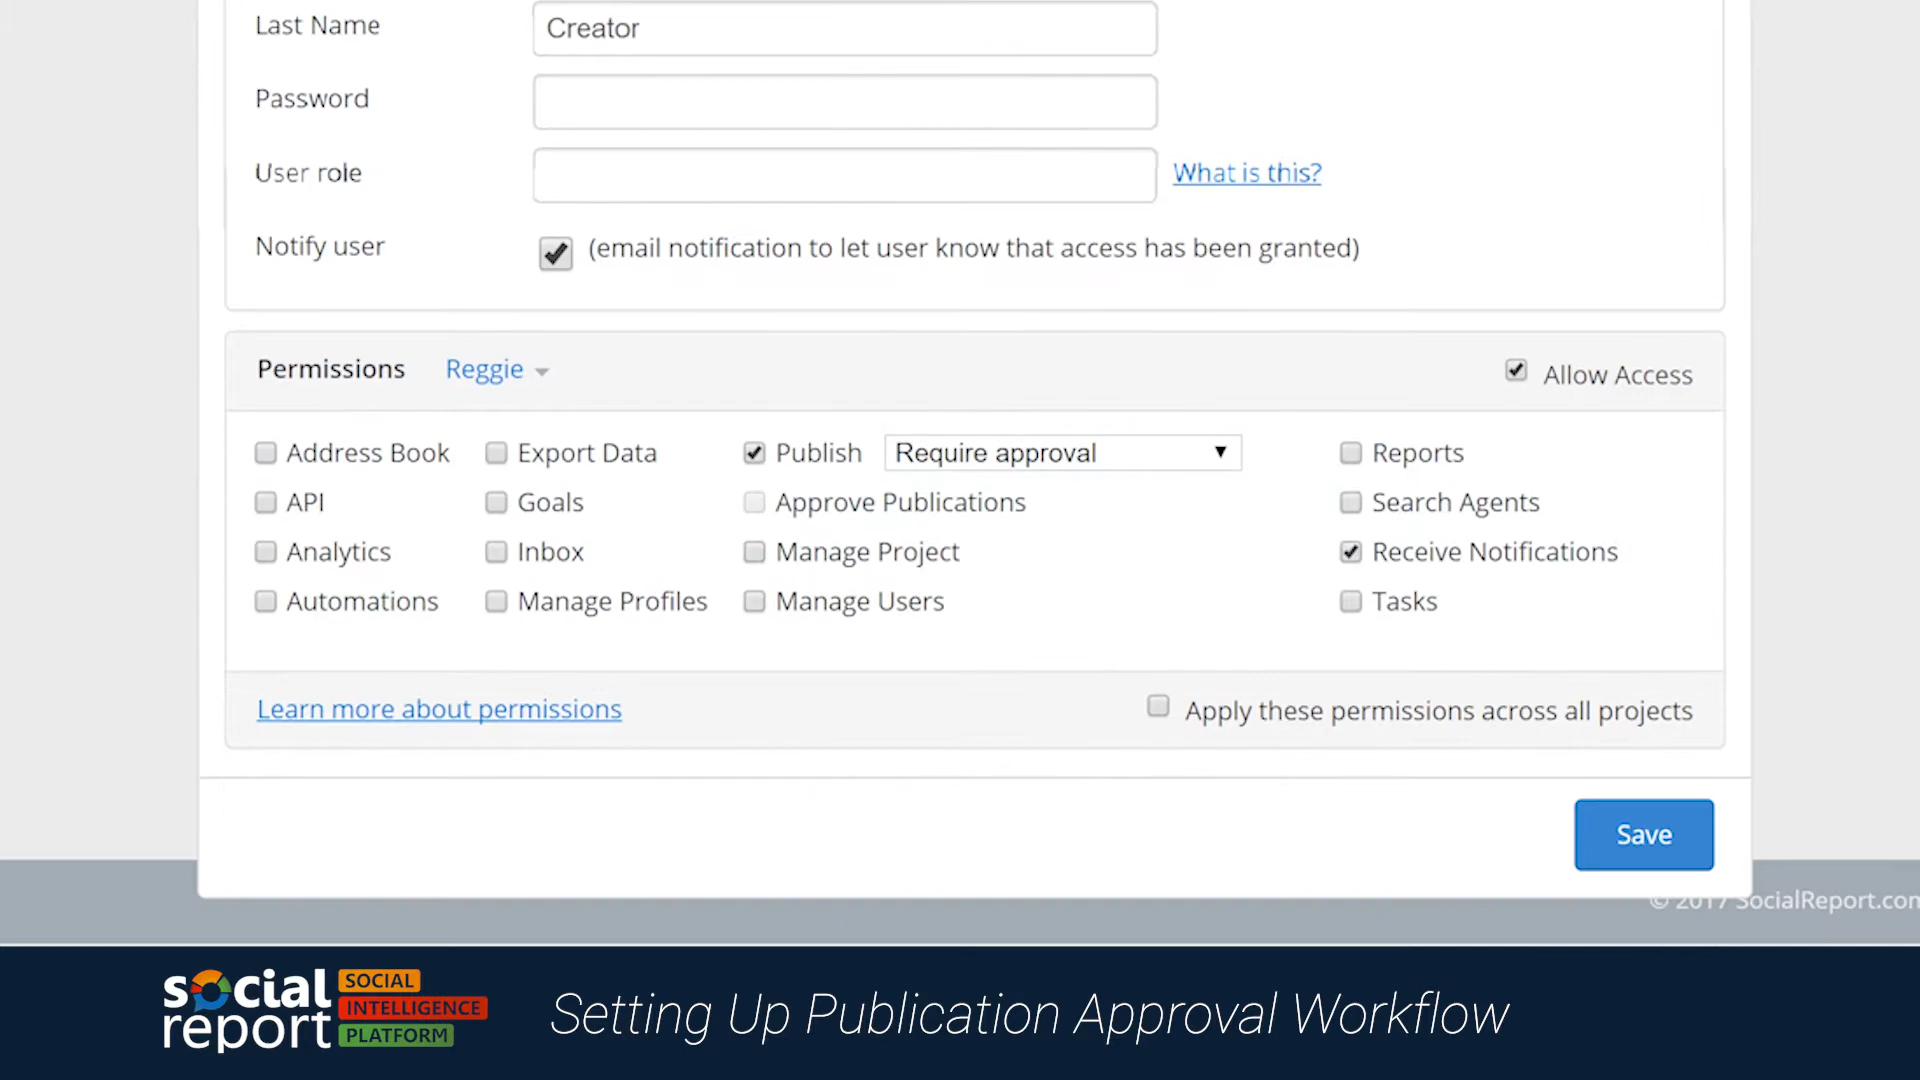 Last Name
Creator
Password
User role
What is this?
Notify user
(email notification to let user know that access has been granted)
Permissions
Reggie
Allow Access
Address Book
Export Data
Publish
Require approval
Reports
API
Goals
Approve Publications
Search Agents
Analytics
Inbox
Manage Project
Receive Notifications
Automations
Manage Profiles
Manage Users
Tasks
Learn more about permissions
Apply these permissions across all projects
Save
© 2017 SocialReport.com
social report
SOCIAL
INTELLIGENCE
PLATFORM
Setting Up Publication Approval Workflow